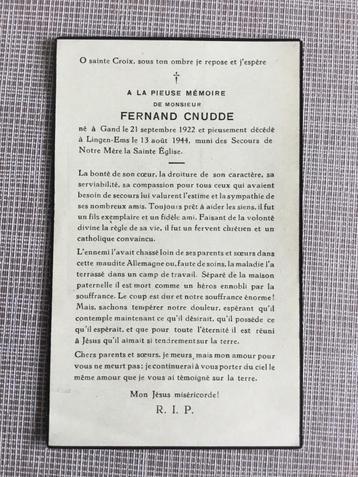 O sainte Croix, sous ton ombre je repose et j'espère
†
A LA PIEUSE MÉMOIRE
DE MONSIEUR
FERNAND CNUDDE
né à Gand le 21 septembre 1922 et pieusement décédé
à Lingen-Ems le 13 août 1944, muni des Secours de
Notre Mère la Sainte Église.
La bonté de son cœur, la droiture de son caractère, sa
serviabilité, sa compassion pour tous ceux qui avaient
besoin de secours lui valurent l'estime et la sympathie de
ses nombreux amis. Toujours prêt à aider les siens, il fut
un fils exemplaire et un fidèle ami. Faisant de la volonté
divine la règle de sa vie, il fut un fervent chrétien et un
catholique convaincu.
L'ennemi l'avait chassé loin de ses parents et sœurs dans
cette maudite Allemagne ou, faute de soins, la maladie l'a
terrassé dans un camp de travail. Séparé de la maison
paternelle il est mort comme un héros ennobli par la
souffrance. Le coup est dur et notre souffrance énorme !
Mais, sachons tempérer notre douleur, espérant qu'il
contemple maintenant ce qu'il désirait, qu'il possède ce
qu'il espérait, et que pour toute l'éternité il est réuni
à Jésus qu'il aimait si tendrement sur la terre.
Chers parents et sœurs, je meurs, mais mon amour pour
vous ne meurt pas ; je continuerai à vous porter du ciel le
même amour que je vous ai témoigné sur la terre.
Mon Jésus miséricorde !
R. I. P.